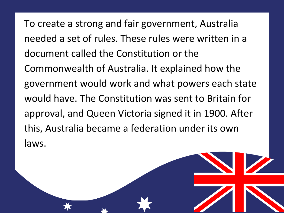 To create a strong and fair government, Australia
needed a set of rules. These rules were written in a
document called the Constitution or the
Commonwealth of Australia. It explained how the
government would work and what powers each state
would have. The Constitution was sent to Britain for
approval, and Queen Victoria signed it in 1900. After
this, Australia became a federation under its own
laws.